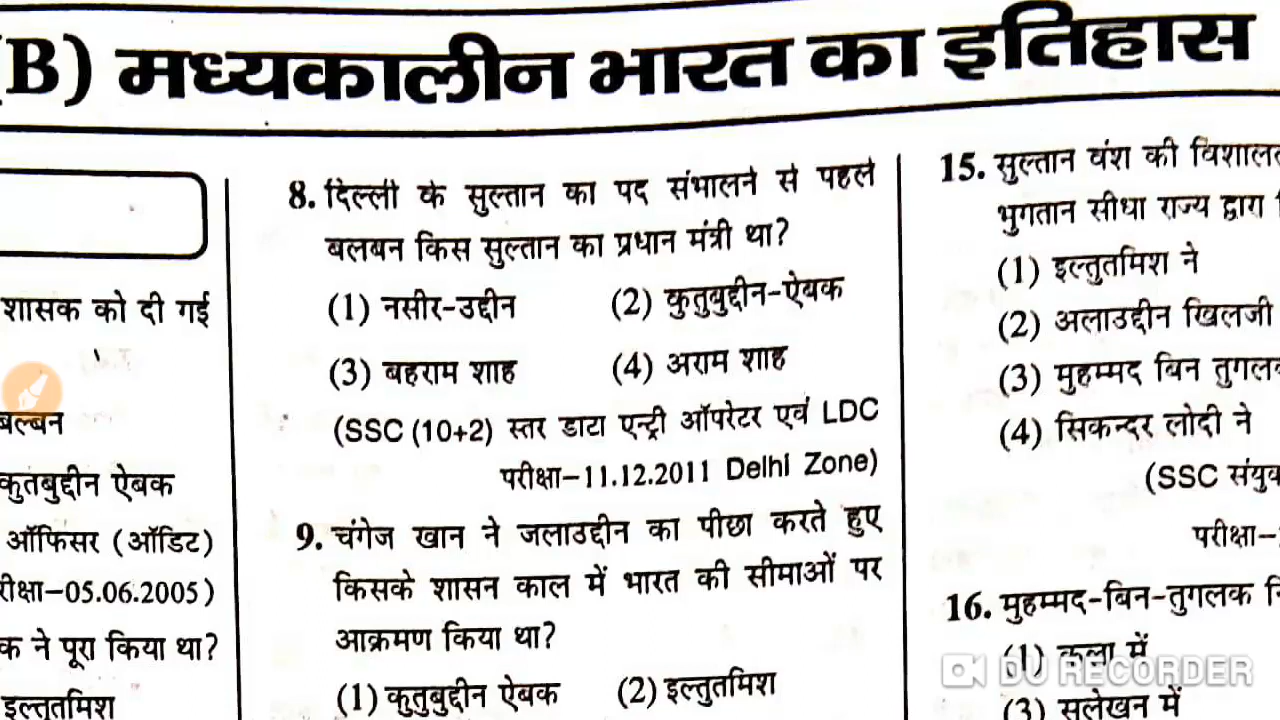 (B) मध्यकालीन भारत का इतिहास
शासक को दी गई
बल्बन
कुतबुद्दीन ऐबक
ऑफिसर (ऑडिट)
रीक्षा–05.06.2005)
क ने पूरा किया था?
इल्तुतमिश
8. दिल्ली के सुल्तान का पद संभालने से पहले
बलबन किस सुल्तान का प्रधान मंत्री था?
(1) नसीर-उद्दीन (2) कुतुबुद्दीन-ऐबक
(3) बहराम शाह (4) अराम शाह
(SSC (10+2) स्तर डाटा एन्ट्री ऑपरेटर एवं LDC
परीक्षा–11.12.2011 Delhi Zone)
9. चंगेज खान ने जलाउद्दीन का पीछा करते हुए
किसके शासन काल में भारत की सीमाओं पर
आक्रमण किया था?
(1) कुतुबुद्दीन ऐबक (2) इल्तुतमिश
15. सुल्तान वंश की विशालत
भुगतान सीधा राज्य द्वारा
(1) इल्तुतमिश ने
(2) अलाउद्दीन खिलजी
(3) मुहम्मद बिन तुगलक
(4) सिकन्दर लोदी ने
(SSC संयुक
परीक्षा–
16. मुहम्मद-बिन-तुगलक
(1) कला में
(3) सुलेखन में
DU RECORDER